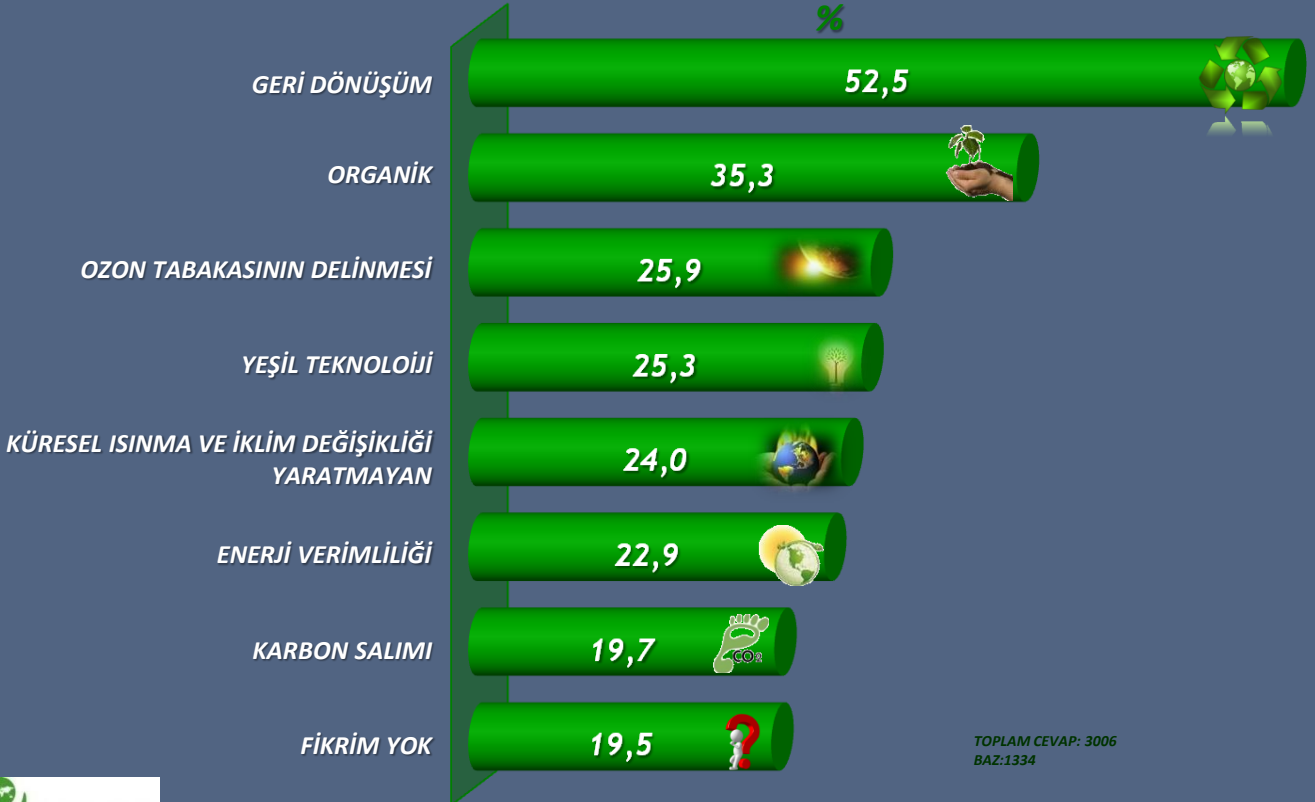 %
GERİ DÖNÜŞÜM
52,5
ORGANİK
35,3
OZON TABAKASININ DELİNMESİ
25,9
YEŞİL TEKNOLOİJİ
25,3
KÜRESEL ISINMA VE İKLİM DEĞİŞİKLİĞİ
YARATMAYAN
24,0
ENERJİ VERİMLİLİĞİ
22,9
KARBON SALIMI
19,7
CO2
FİKRİM YOK
19,5
?
TOPLAM CEVAP: 3006
BAZ:1334